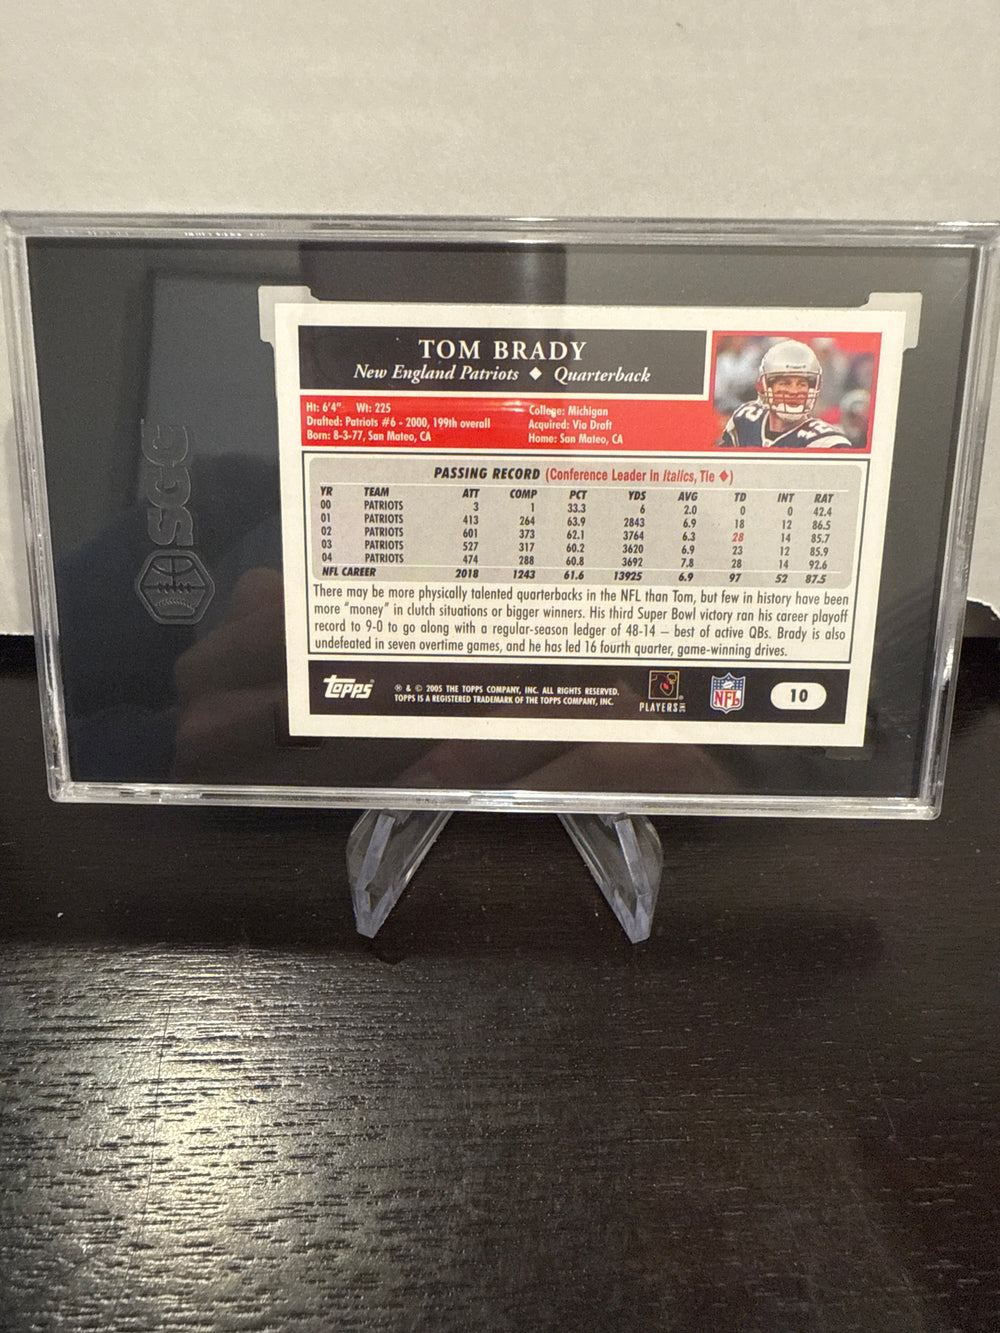 SGC
TOM BRADY
New England Patriots ◆ Quarterback
Ht: 6'4" Wt: 225
Drafted: Patriots #6 - 2000, 199th overall
Born: 8-3-77, San Mateo, CA
College: Michigan
Acquired: Via Draft
Home: San Mateo, CA
PASSING RECORD (Conference Leader in Italics, Tie ◆)
YR TEAM ATT COMP PCT YDS AVG TD INT RAT
00 PATRIOTS 3 1 33.3 6 2.0 0 0 42.4
01 PATRIOTS 413 264 63.9 2843 6.9 18 12 86.5
02 PATRIOTS 601 373 62.1 3764 6.3 28 14 85.7
03 PATRIOTS 527 317 60.2 3620 6.9 23 12 85.9
04 PATRIOTS 474 288 60.8 3692 7.8 28 14 92.6
NFL CAREER 2018 1243 61.6 13925 6.9 97 52 87.5
There may be more physically talented quarterbacks in the NFL than Tom, but few in history have been
more "money" in clutch situations or bigger winners. His third Super Bowl victory ran his career playoff
record to 9-0 to go along with a regular-season ledger of 48-14 — best of active QBs. Brady is also
undefeated in seven overtime games, and he has led 16 fourth quarter, game-winning drives.
Topps ®
® & © 2005 THE TOPPS COMPANY, INC. ALL RIGHTS RESERVED.
TOPPS IS A REGISTERED TRADEMARK OF THE TOPPS COMPANY, INC.
PLAYERS INC
NFL
10